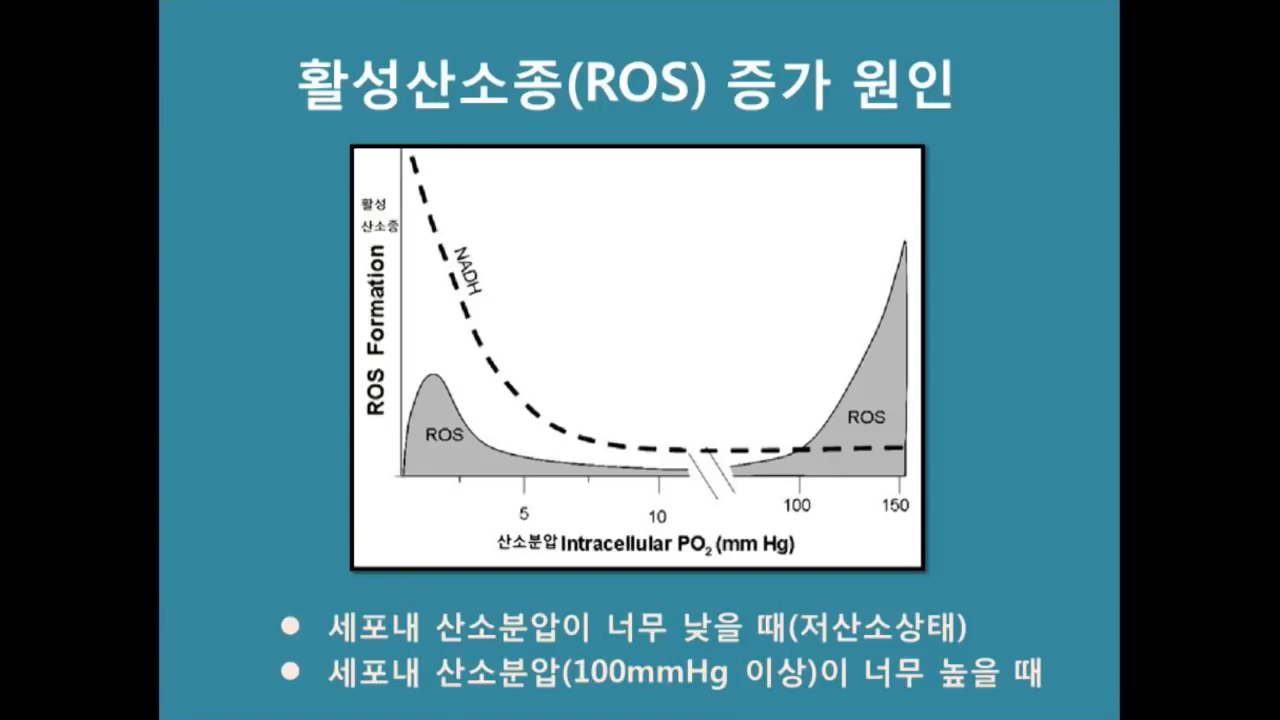 활성산소종(ROS) 증가 원인
활성
산소종
ROS Formation
NADH
ROS
ROS
5
10
100
150
산소분압 Intracellular PO₂ (mm Hg)
● 세포내 산소분압이 너무 낮을 때(저산소상태)
● 세포내 산소분압(100mmHg 이상)이 너무 높을 때